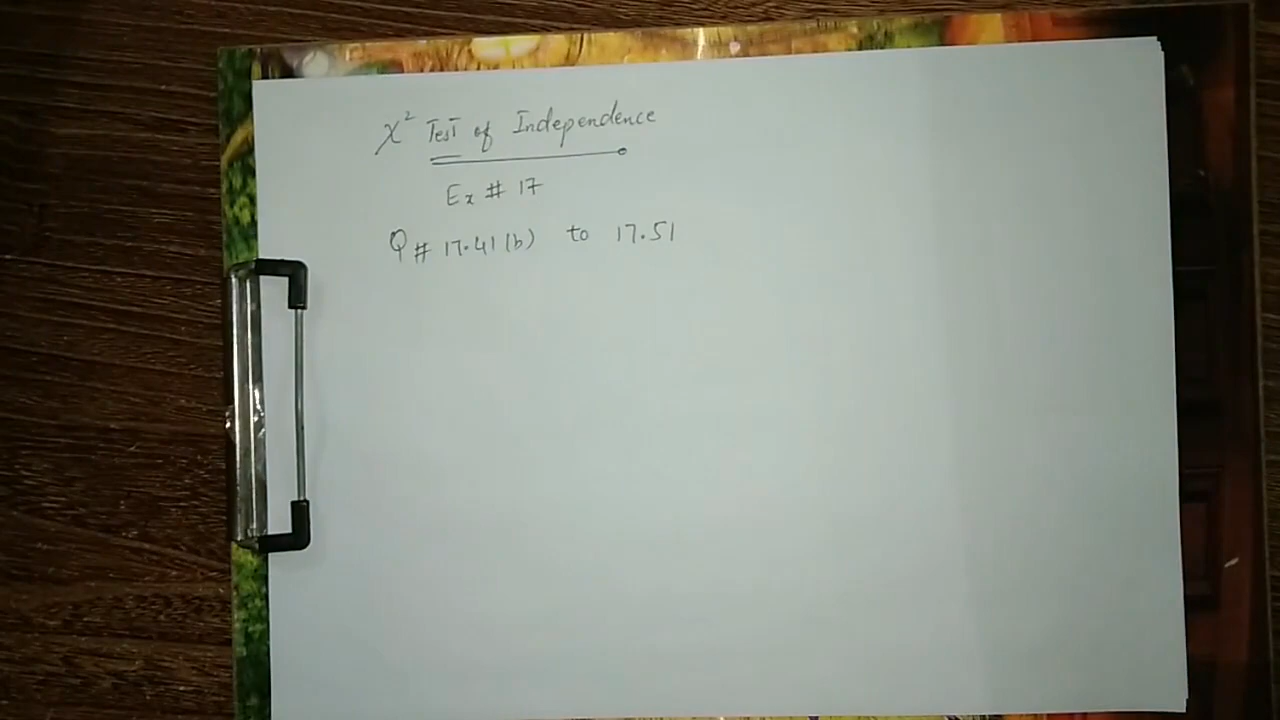 χ² Test of Independence
Ex # 17
Q # 17.41(b) to 17.51